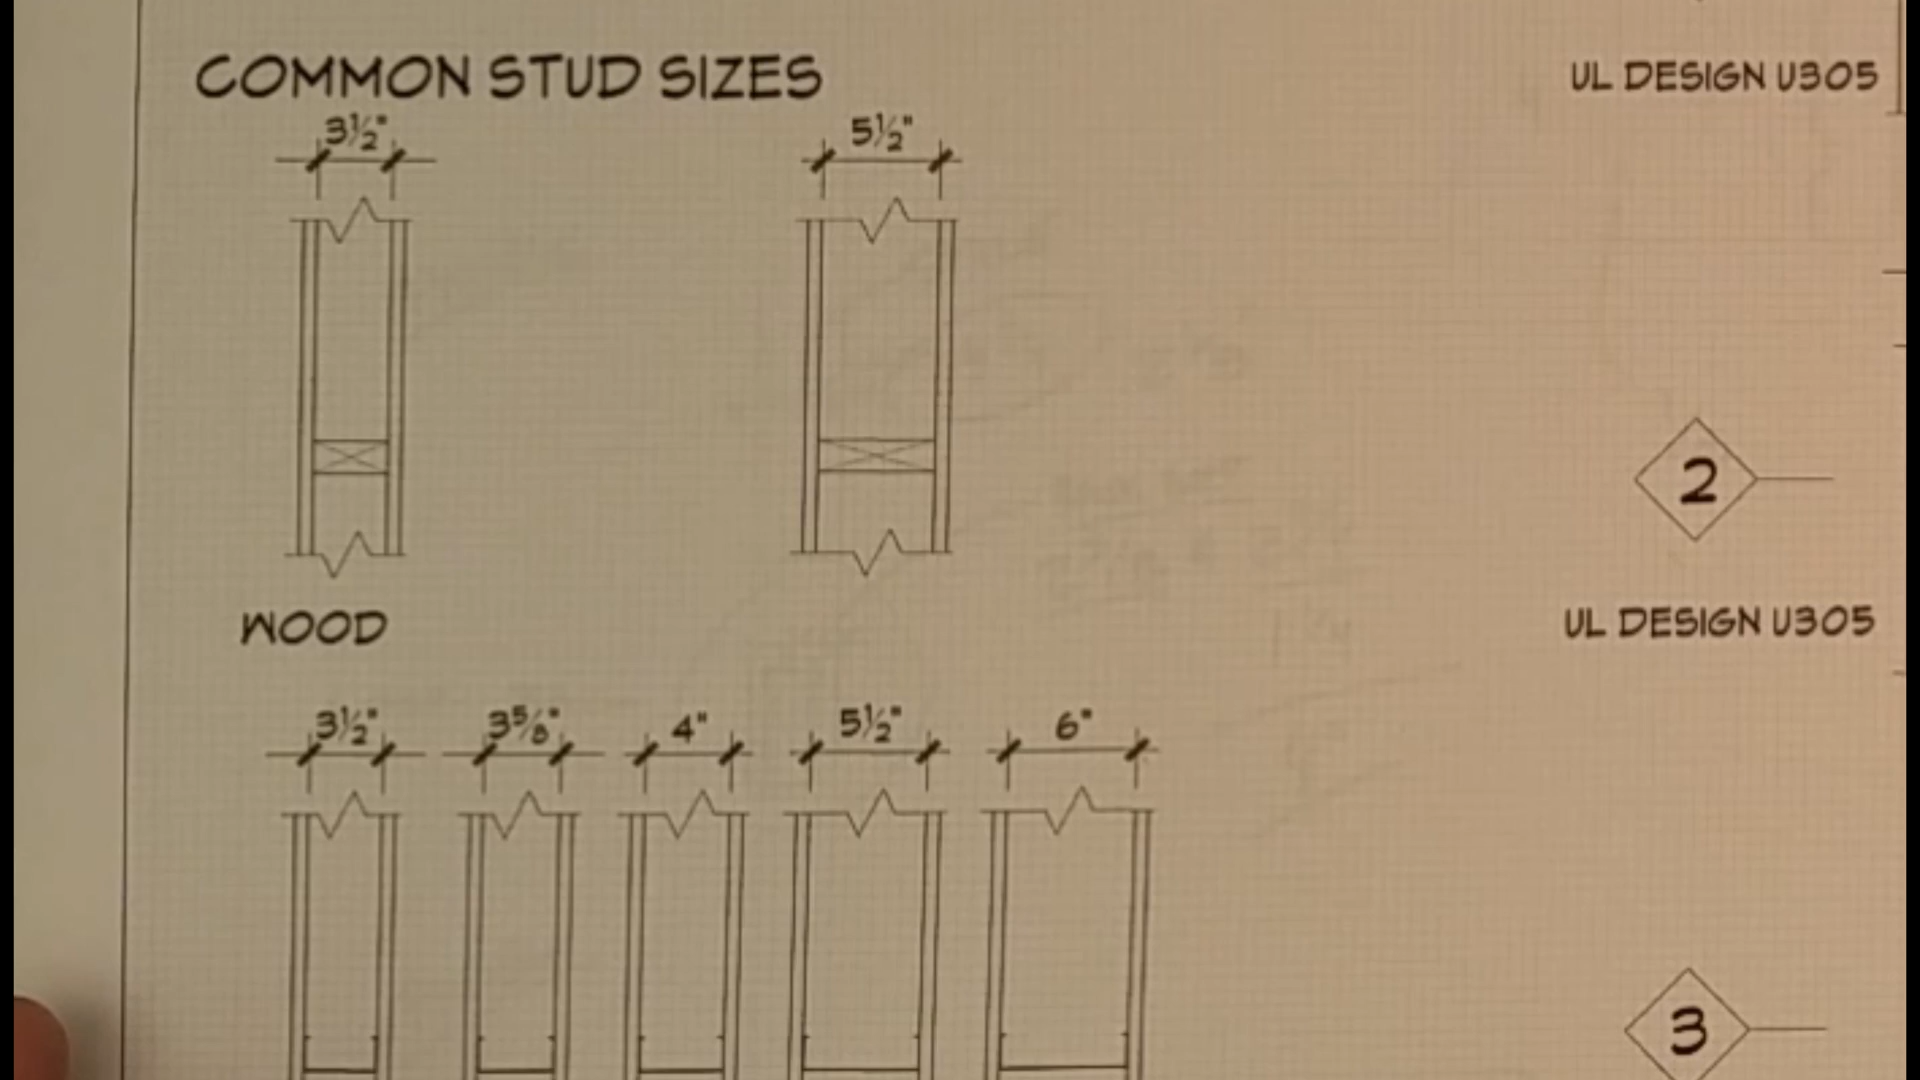 COMMON STUD SIZES
UL DESIGN U305
3½" 5½"
2
WOOD
UL DESIGN U305
3½" 3⅝" 4" 5½" 6"
3